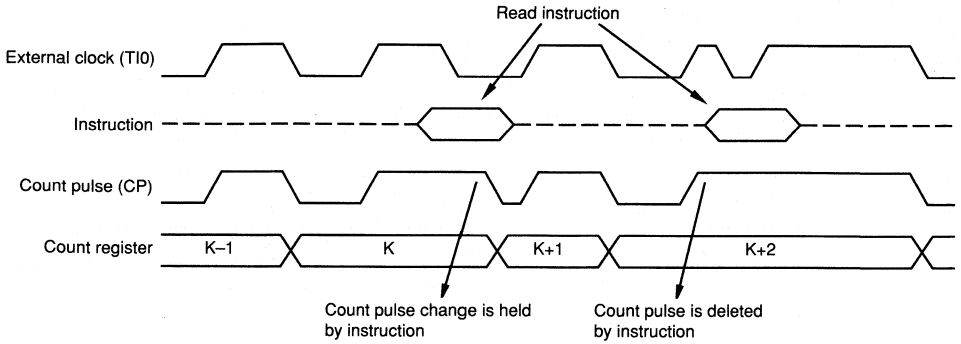 Read instruction
External clock (TI0)
Instruction
Count pulse (CP)
Count register
K–1
K
K+1
K+2
Count pulse change is held
by instruction
Count pulse is deleted
by instruction